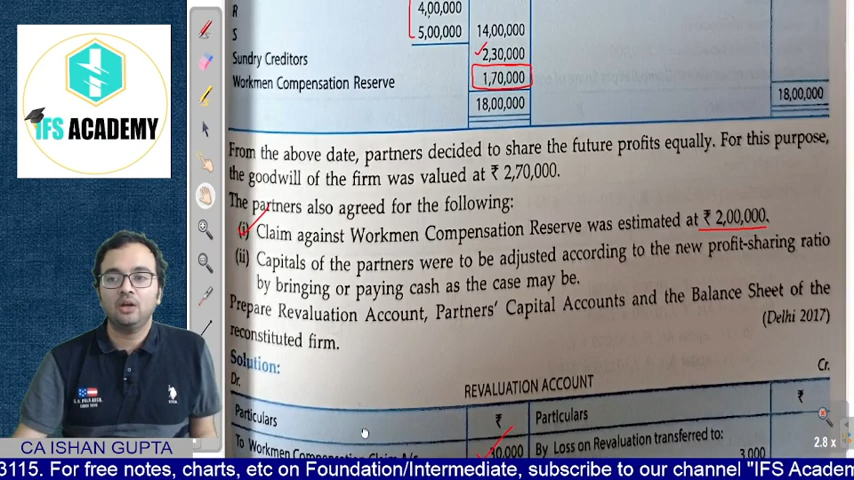 R
4,00,000
S
5,00,000
14,00,000
Sundry Creditors
2,30,000
Workmen Compensation Reserve
1,70,000
18,00,000
18,00,000
From the above date, partners decided to share the future profits equally. For this purpose,
the goodwill of the firm was valued at ₹ 2,70,000.
The partners also agreed for the following:
(i) Claim against Workmen Compensation Reserve was estimated at ₹ 2,00,000.
(ii) Capitals of the partners were to be adjusted according to the new profit-sharing ratio
by bringing or paying cash as the case may be.
Prepare Revaluation Account, Partners' Capital Accounts and the Balance Sheet of the
reconstituted firm.
(Delhi 2017)
Solution:
Dr.
REVALUATION ACCOUNT
Cr.
Particulars
₹
Particulars
₹
To Workmen Compensation Claim A/c
30,000
By Loss on Revaluation transferred to:
3,000
IFS ACADEMY
CA ISHAN GUPTA
2.8 x
3115. For free notes, charts, etc on Foundation/Intermediate, subscribe to our channel "IFS Academ